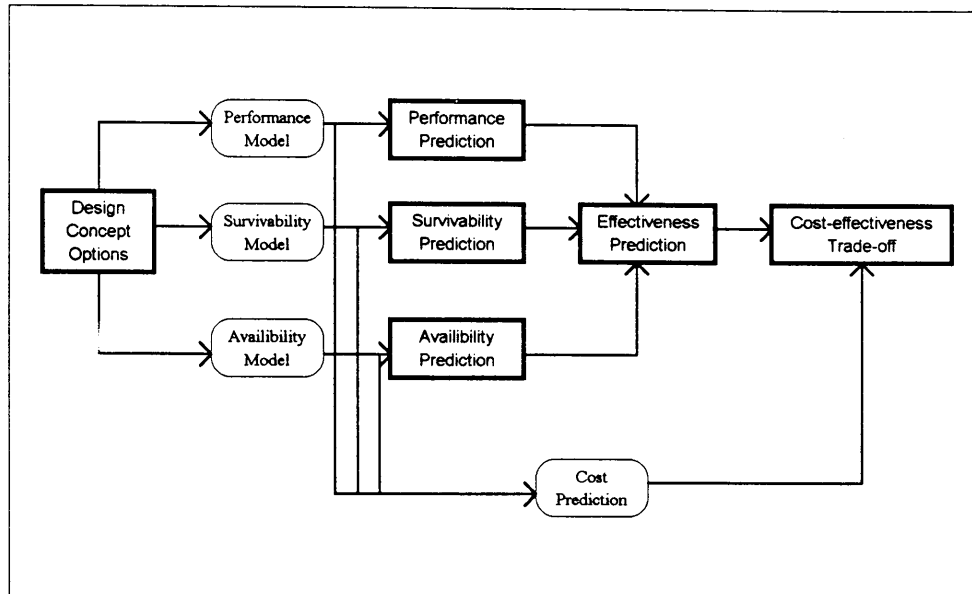 Performance
Model
Performance
Prediction
Design
Concept
Options
Survivability
Model
Survivability
Prediction
Effectiveness
Prediction
Cost-effectiveness
Trade-off
Availibility
Model
Availibility
Prediction
Cost
Prediction